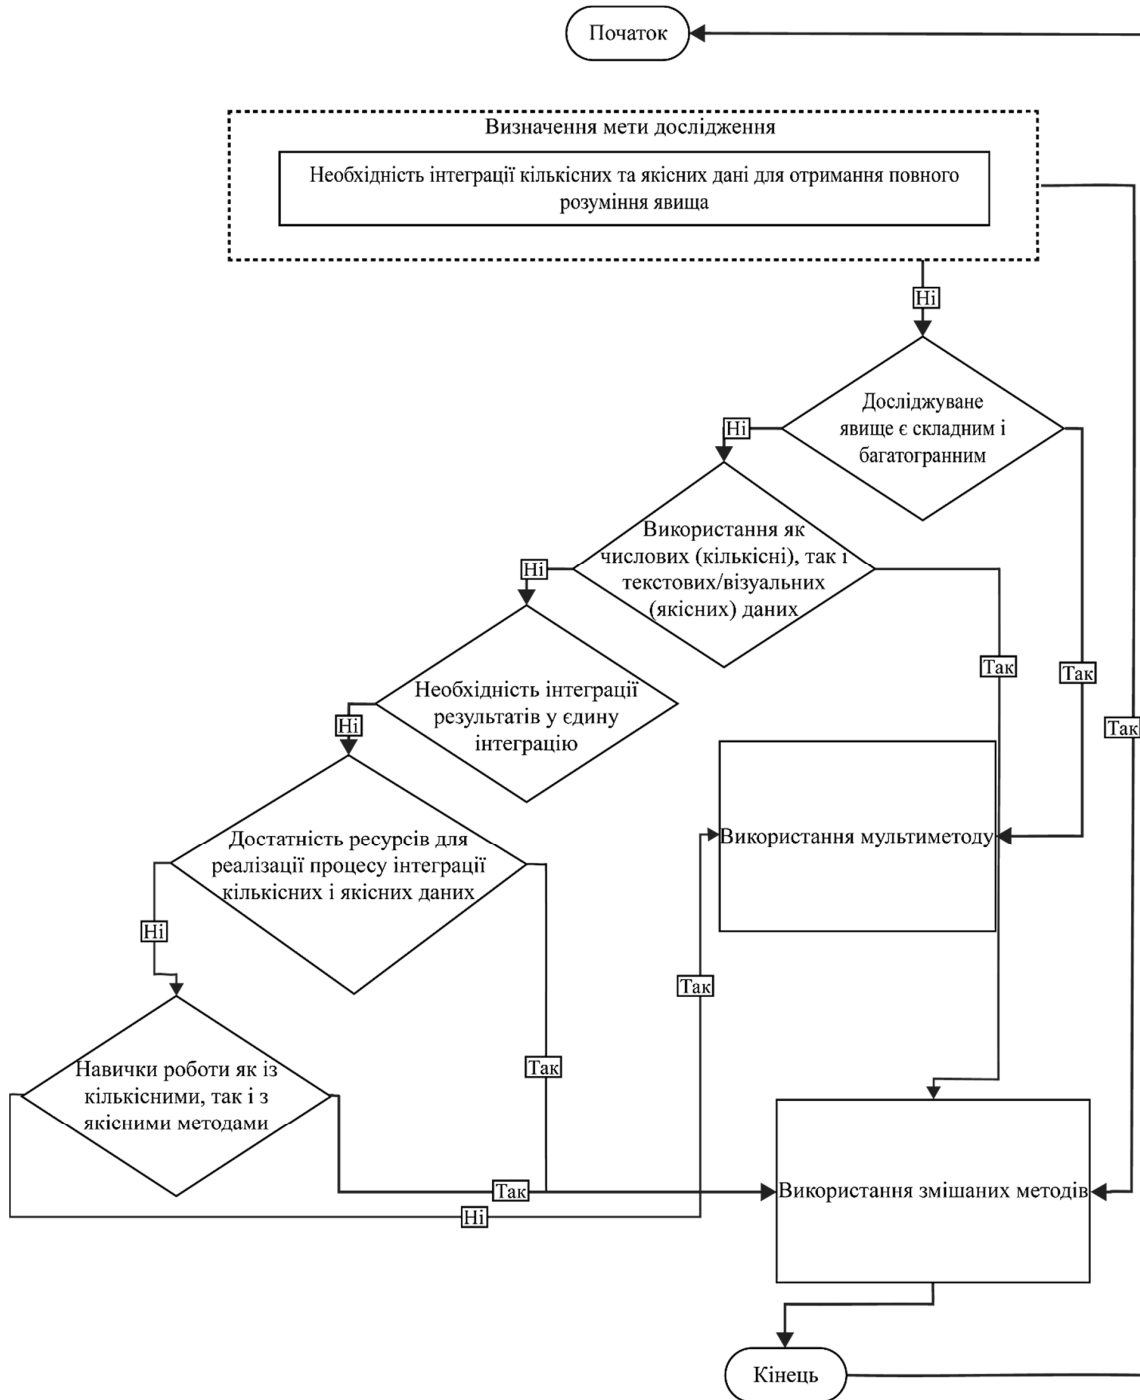 Початок
Визначення мети дослідження
Необхідність інтеграції кількісних та якісних дані для отримання повного
розуміння явища
Ні
Досліджуване
явище є складним і
багатогранним
Ні
Використання як
числових (кількісні), так і
текстових/візуальних
(якісних) даних
Ні
Так
Так
Необхідність інтеграції
результатів у єдину
інтеграцію
Ні
Так
Використання мультиметоду
Достатність ресурсів для
реалізації процесу інтеграції
кількісних і якісних даних
Ні
Так
Навички роботи як із
кількісними, так і з
якісними методами
Так
Так
Використання змішаних методів
Ні
Кінець